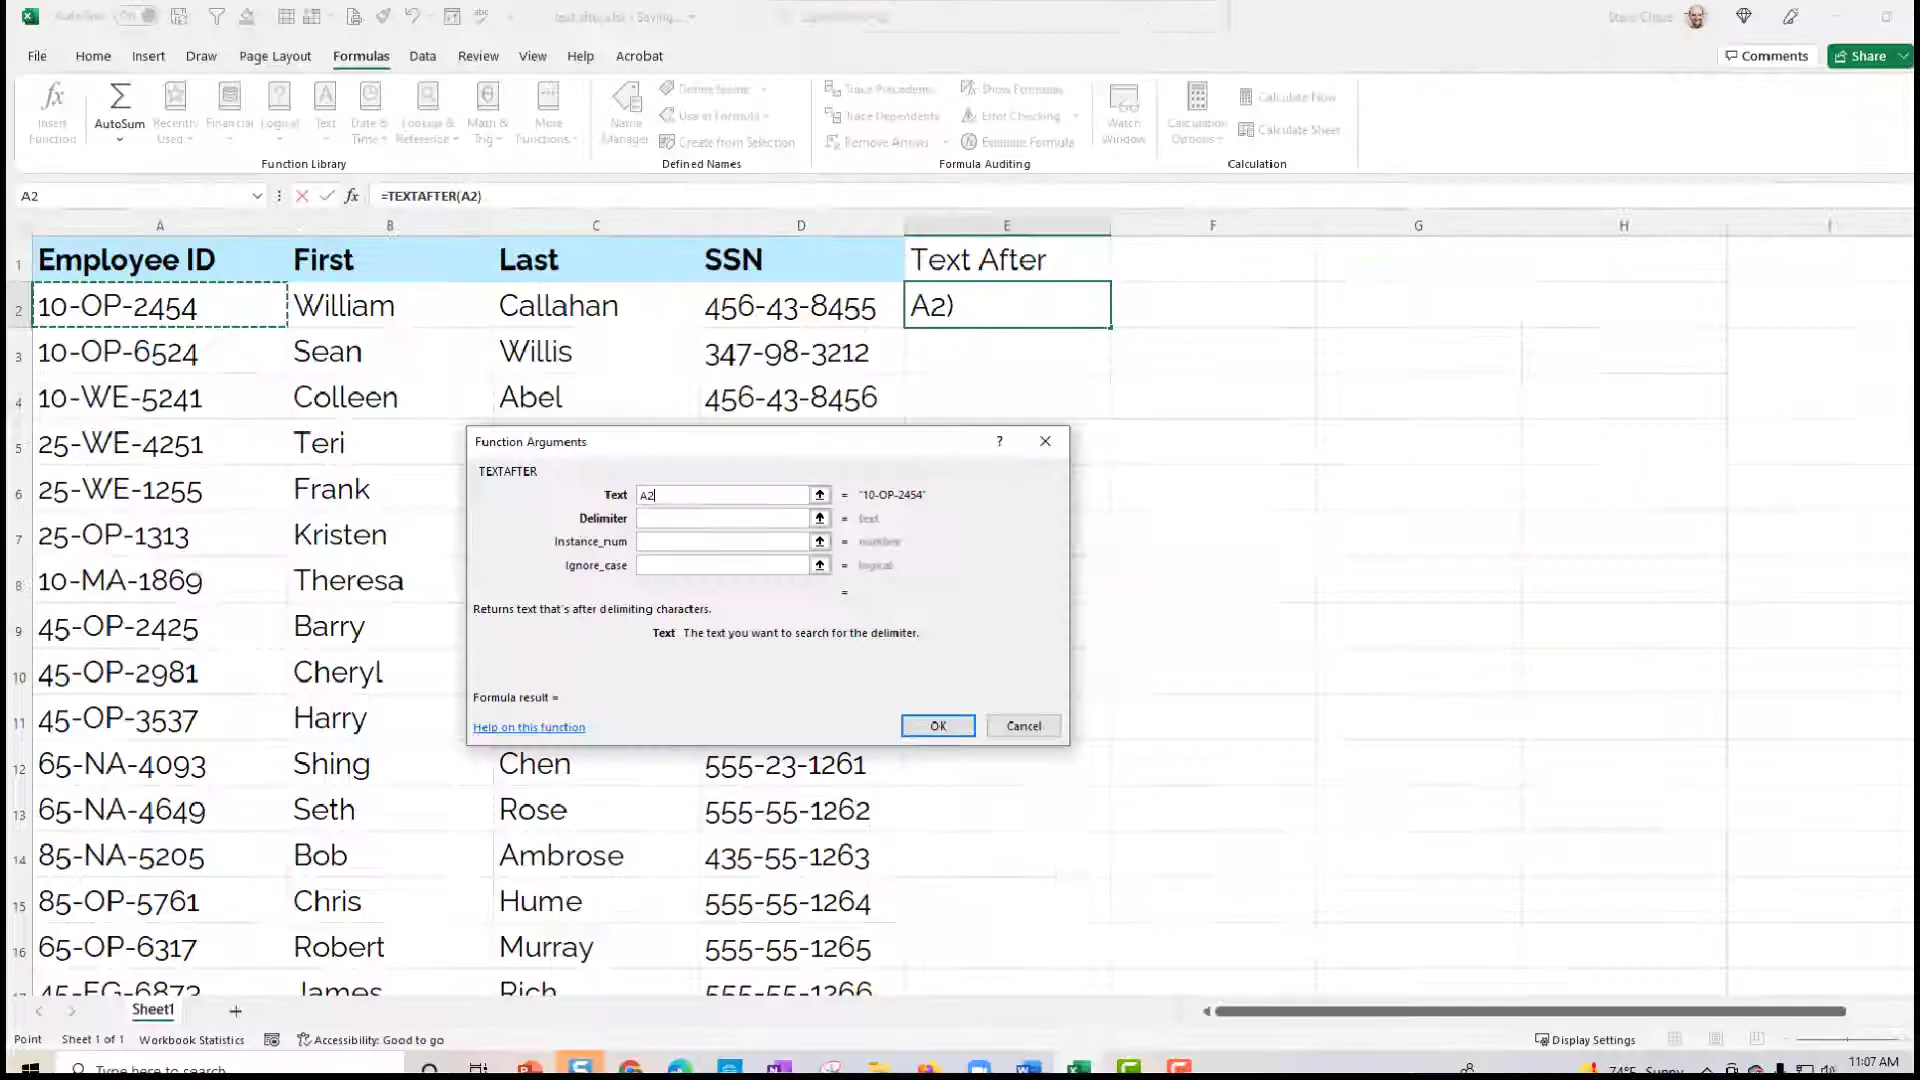 AutoSave
On
text after.xlsx - Saving...
Steve Chase
File Home Insert Draw Page Layout Formulas Data Review View Help Acrobat
Comments Share
Insert Function
AutoSum
Recently Used
Financial
Logical
Text
Date & Time
Lookup & Reference
Math & Trig
More Functions
Function Library
Name Manager
Define Name
Use in Formula
Create from Selection
Defined Names
Trace Precedents
Trace Dependents
Remove Arrows
Show Formulas
Error Checking
Evaluate Formula
Formula Auditing
Watch Window
Calculation Options
Calculate Now
Calculate Sheet
Calculation
A2 fx =TEXTAFTER(A2)
A B C D E F G H I
1 Employee ID First Last SSN Text After
2 10-OP-2454 William Callahan 456-43-8455 A2)
3 10-OP-6524 Sean Willis 347-98-3212
4 10-WE-5241 Colleen Abel 456-43-8456
5 25-WE-4251 Teri
6 25-WE-1255 Frank
7 25-OP-1313 Kristen
8 10-MA-1869 Theresa
9 45-OP-2425 Barry
10 45-OP-2981 Cheryl
11 45-OP-3537 Harry
12 65-NA-4093 Shing Chen 555-23-1261
13 65-NA-4649 Seth Rose 555-55-1262
14 85-NA-5205 Bob Ambrose 435-55-1263
15 85-OP-5761 Chris Hume 555-55-1264
16 65-OP-6317 Robert Murray 555-55-1265
17 45-EG-6873 James Rich 555-55-1266
Function Arguments ?
TEXTAFTER
Text A2 = "10-OP-2454"
Delimiter = text
Instance_num = number
Ignore_case = logical
=
Returns text that's after delimiting characters.
Text The text you want to search for the delimiter.
Formula result =
Help on this function OK Cancel
Sheet1
Point Sheet 1 of 1 Workbook Statistics Accessibility: Good to go Display Settings
Type here to search 74°F Sunny 11:07 AM